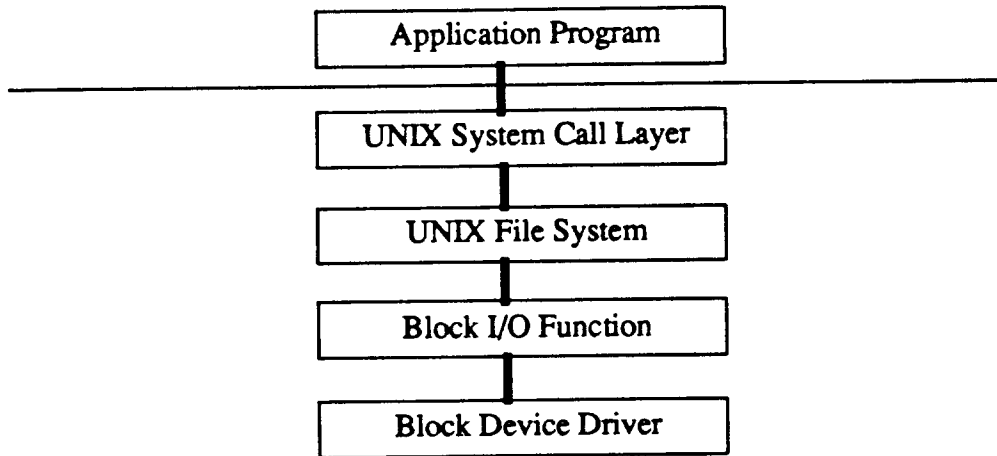 Application Program
UNIX System Call Layer
UNIX File System
Block I/O Function
Block Device Driver